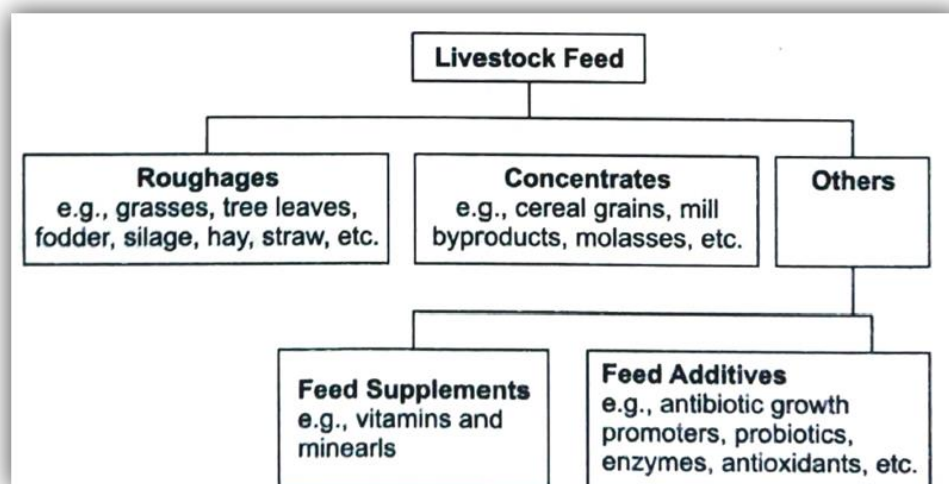 Livestock Feed
Roughages
e.g., grasses, tree leaves,
fodder, silage, hay, straw, etc.
Concentrates
e.g., cereal grains, mill
byproducts, molasses, etc.
Others
Feed Supplements
e.g., vitamins and
minearls
Feed Additives
e.g., antibiotic growth
promoters, probiotics,
enzymes, antioxidants, etc.